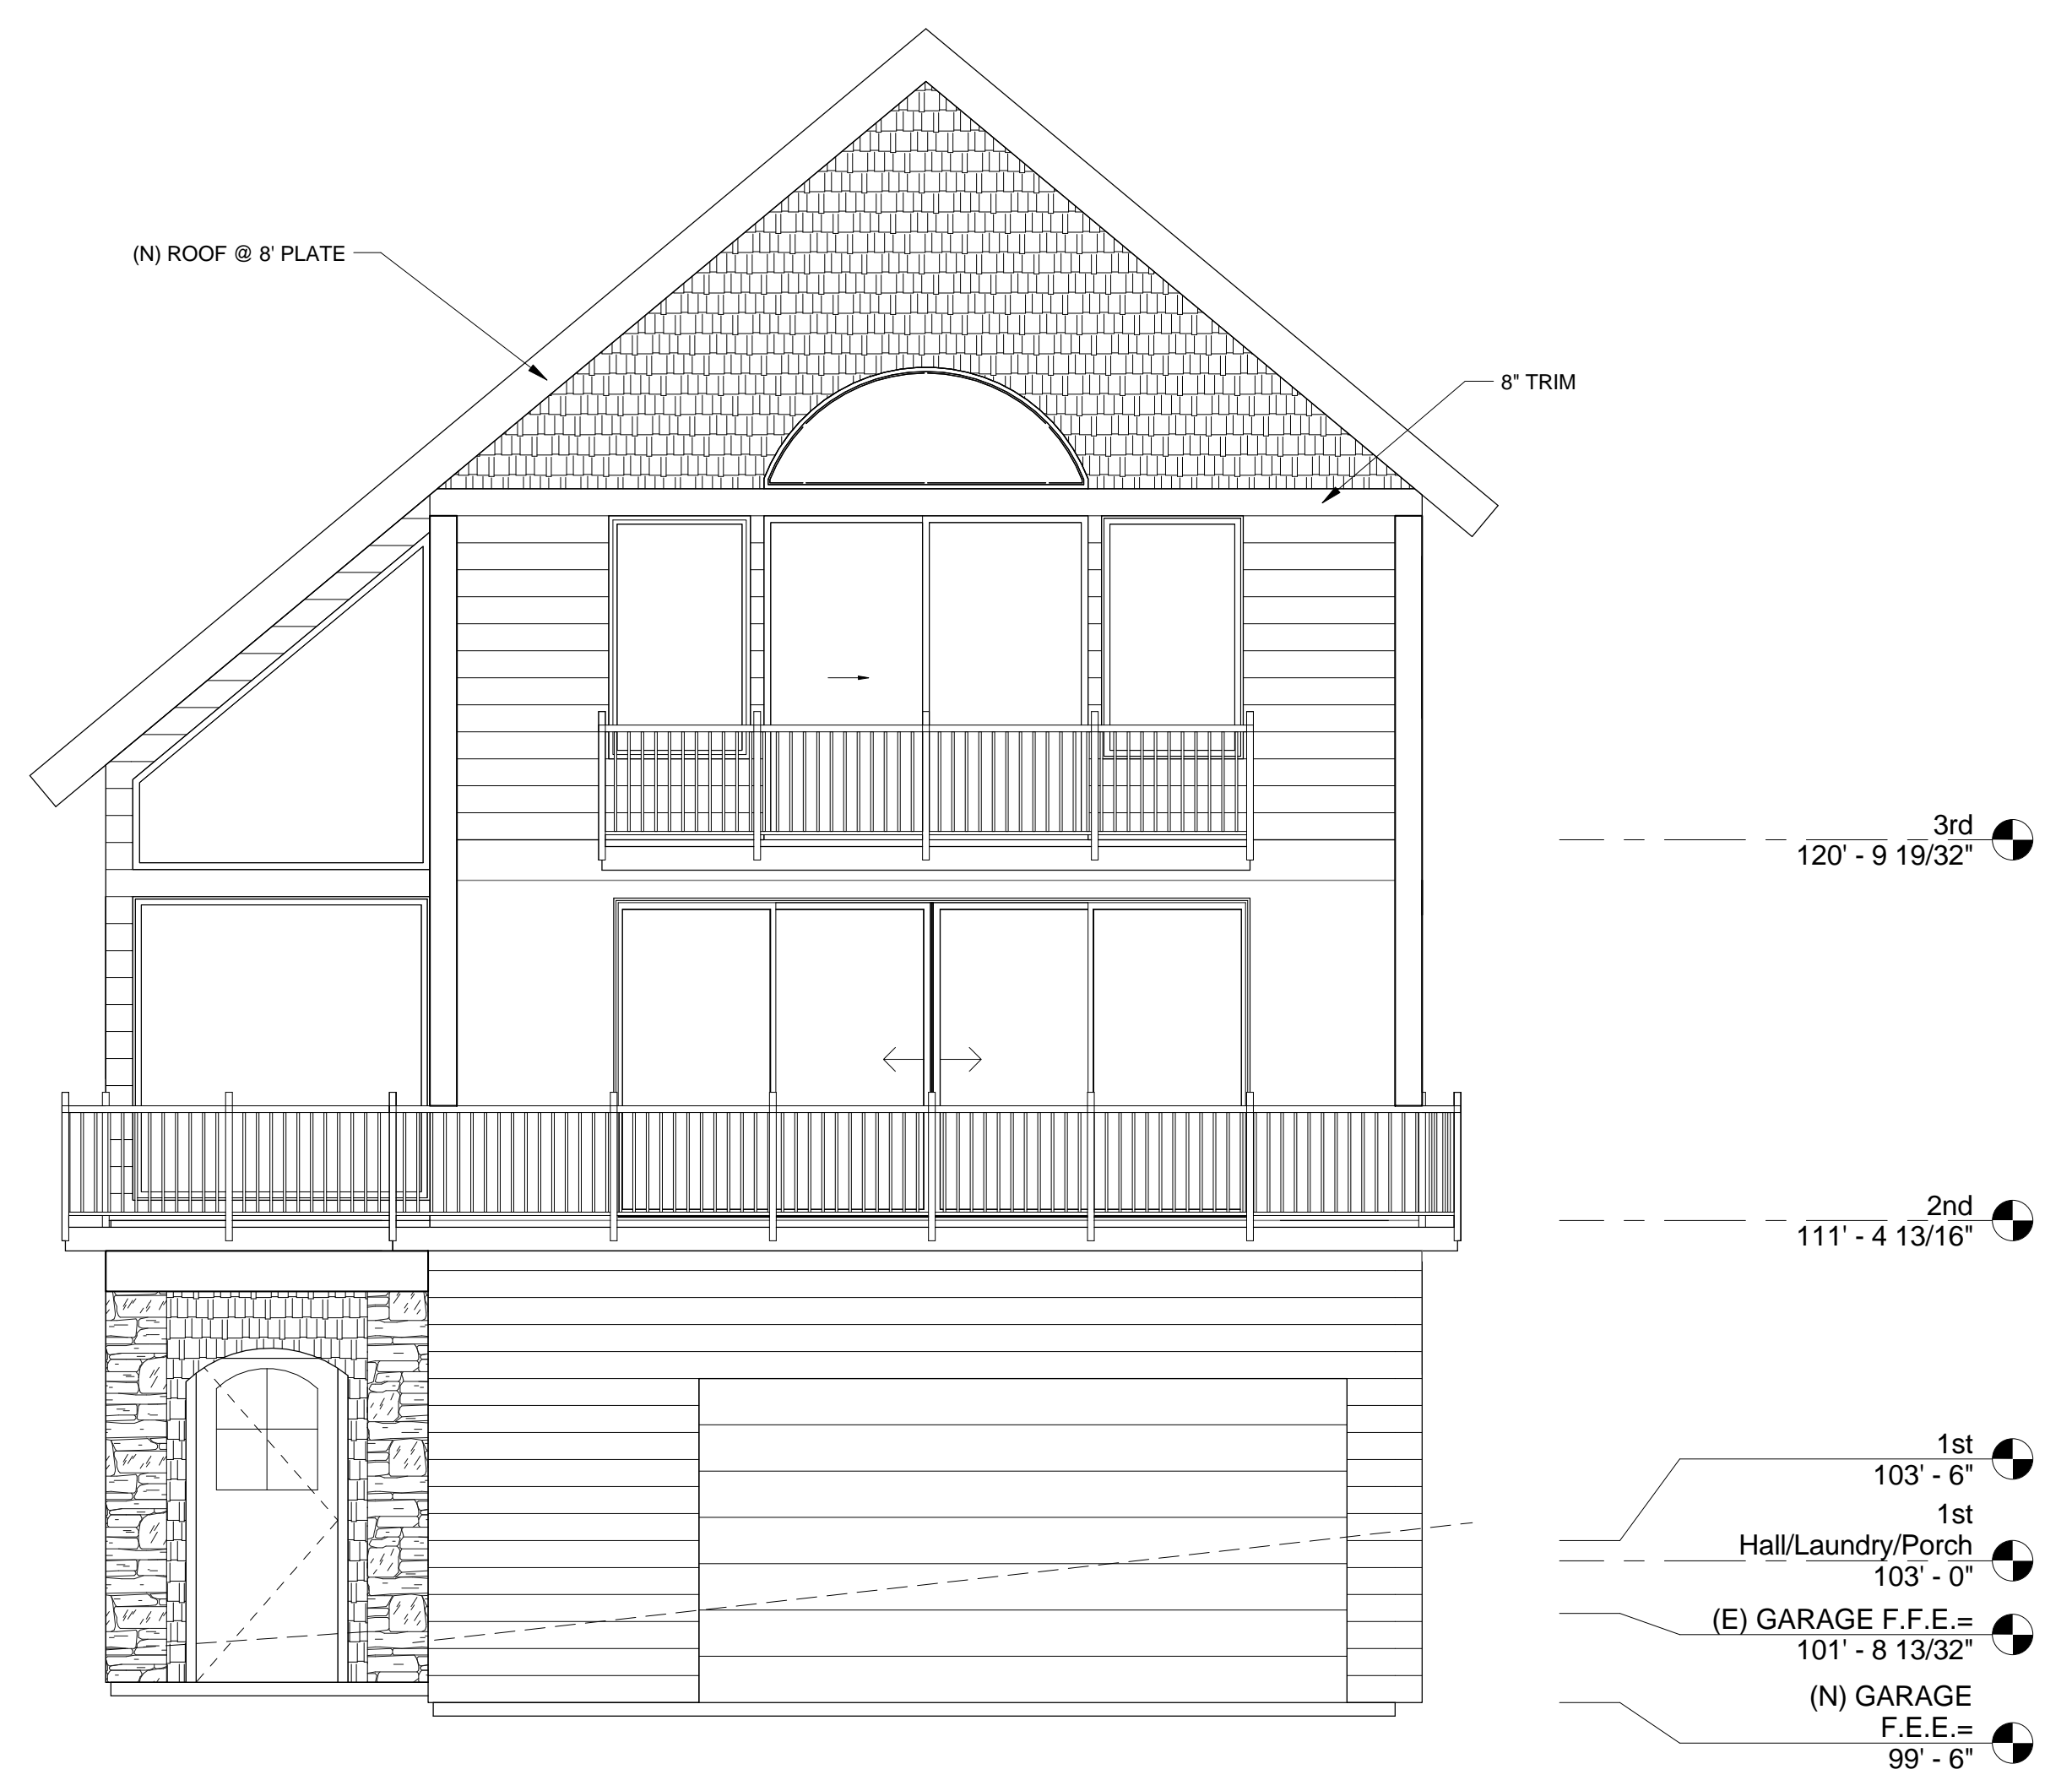 (N) ROOF @ 8' PLATE
8" TRIM
3rd
120' - 9 19/32"
2nd
111' - 4 13/16"
1st
103' - 6"
1st
Hall/Laundry/Porch
103' - 0"
(E) GARAGE F.F.E.=
101' - 8 13/32"
(N) GARAGE
F.E.E.=
99' - 6"